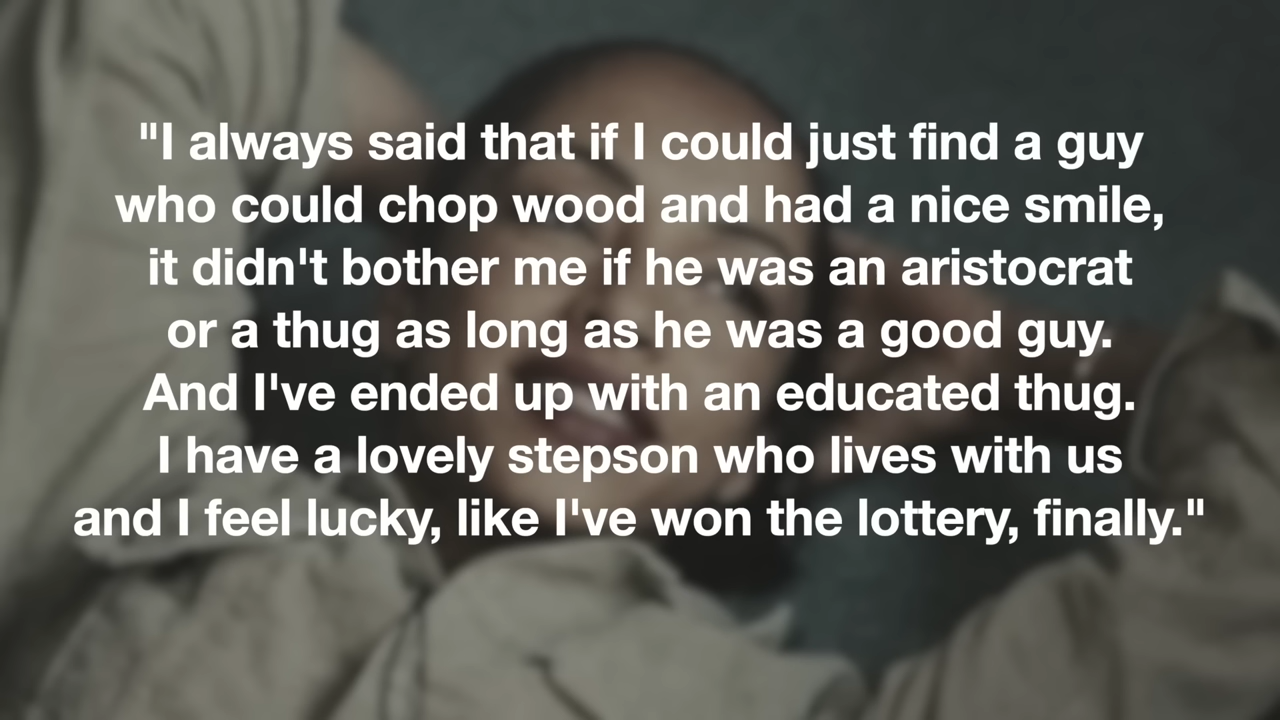 "I always said that if I could just find a guy
who could chop wood and had a nice smile,
it didn't bother me if he was an aristocrat
or a thug as long as he was a good guy.
And I've ended up with an educated thug.
I have a lovely stepson who lives with us
and I feel lucky, like I've won the lottery, finally."